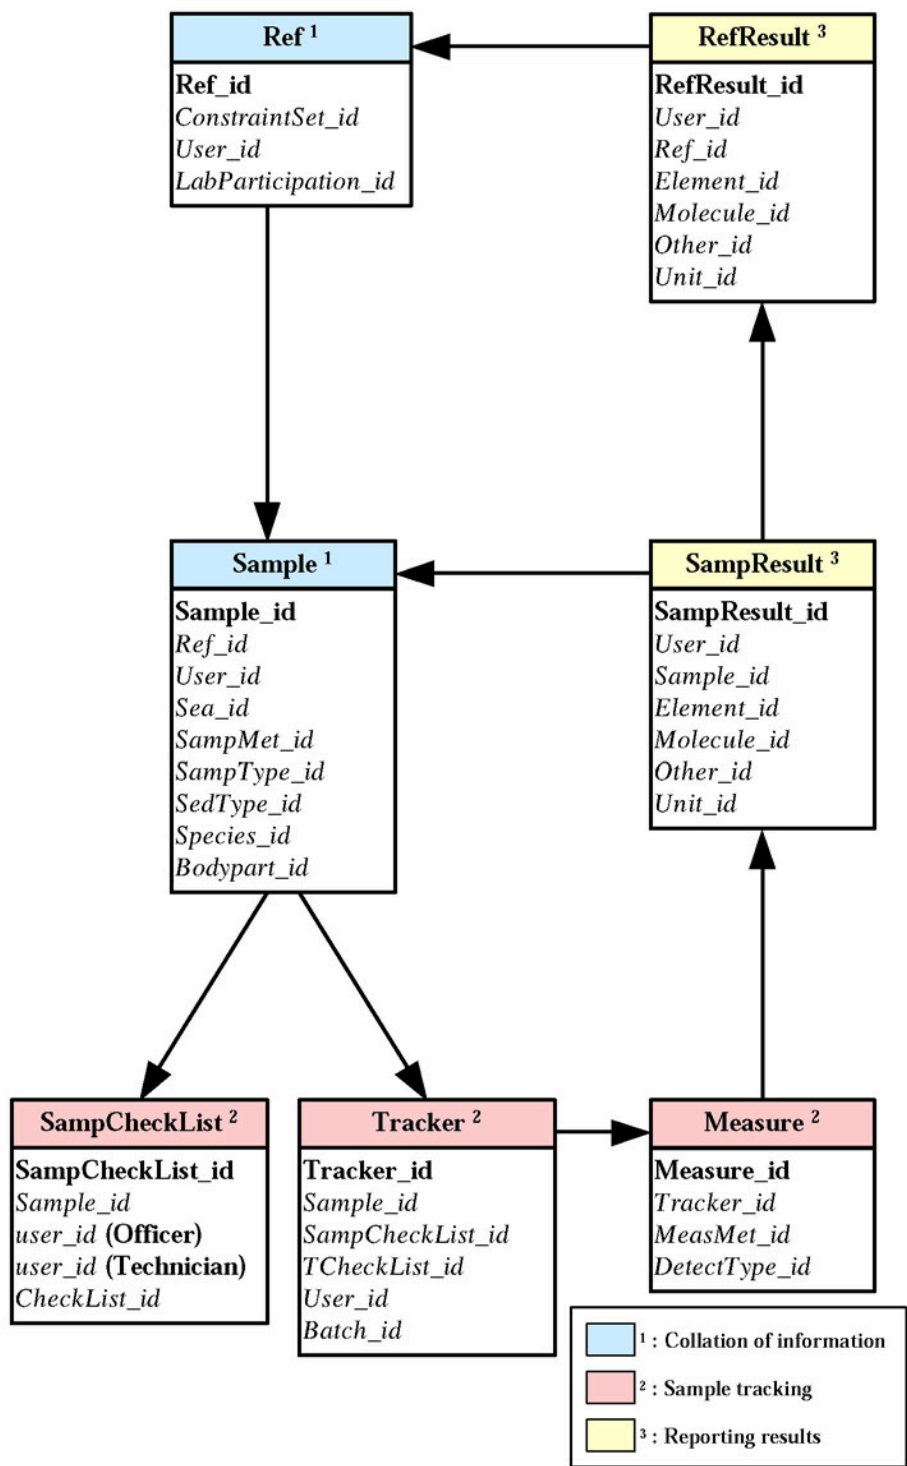 Ref ¹
Ref_id
ConstraintSet_id
User_id
LabParticipation_id
RefResult ³
RefResult_id
User_id
Ref_id
Element_id
Molecule_id
Other_id
Unit_id
Sample ¹
Sample_id
Ref_id
User_id
Sea_id
SampMet_id
SampType_id
SedType_id
Species_id
Bodypart_id
SampResult ³
SampResult_id
User_id
Sample_id
Element_id
Molecule_id
Other_id
Unit_id
SampCheckList ²
SampCheckList_id
Sample_id
user_id (Officer)
user_id (Technician)
CheckList_id
Tracker ²
Tracker_id
Sample_id
SampCheckList_id
TCheckList_id
User_id
Batch_id
Measure ²
Measure_id
Tracker_id
MeasMet_id
DetectType_id
¹ : Collation of information
² : Sample tracking
³ : Reporting results